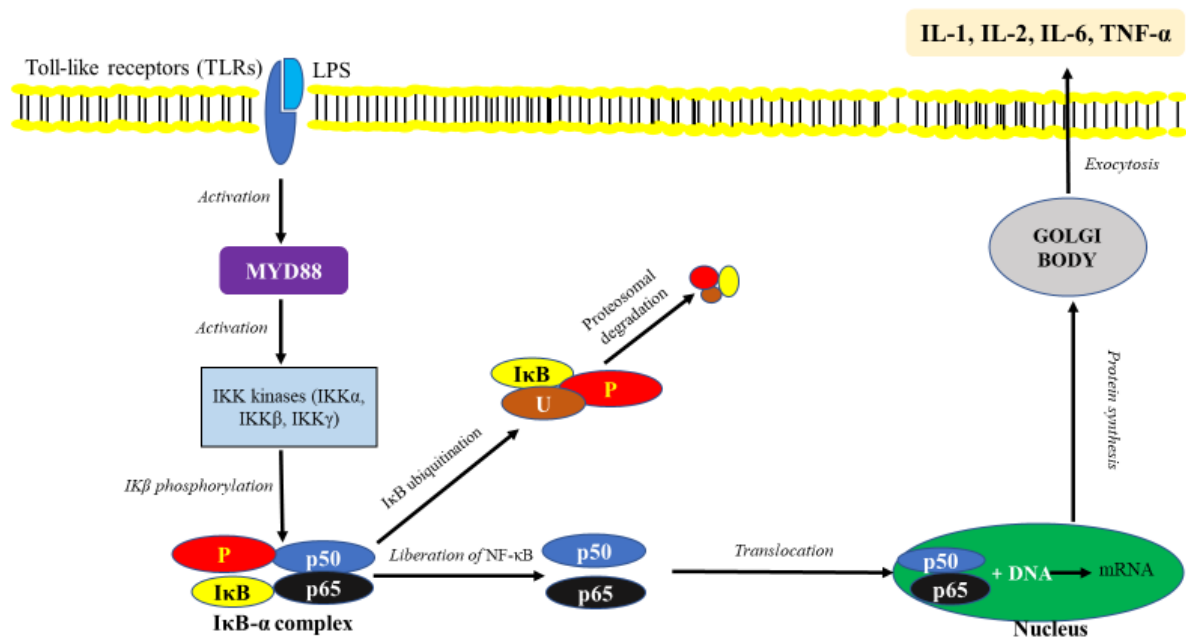 IL-1, IL-2, IL-6, TNF-α
Toll-like receptors (TLRs)
LPS
Activation
Exocytosis
MYD88
GOLGI
BODY
Activation
Proteosomal
degradation
IKK kinases (IKKα,
IKKβ, IKKγ)
IκB
U
P
Protein synthesis
IκB ubiquitination
IKβ phosphorylation
P
p50
IκB
p65
IκB-α complex
Liberation of NF-κB
p50
p65
Translocation
p50
p65
+ DNA
mRNA
Nucleus